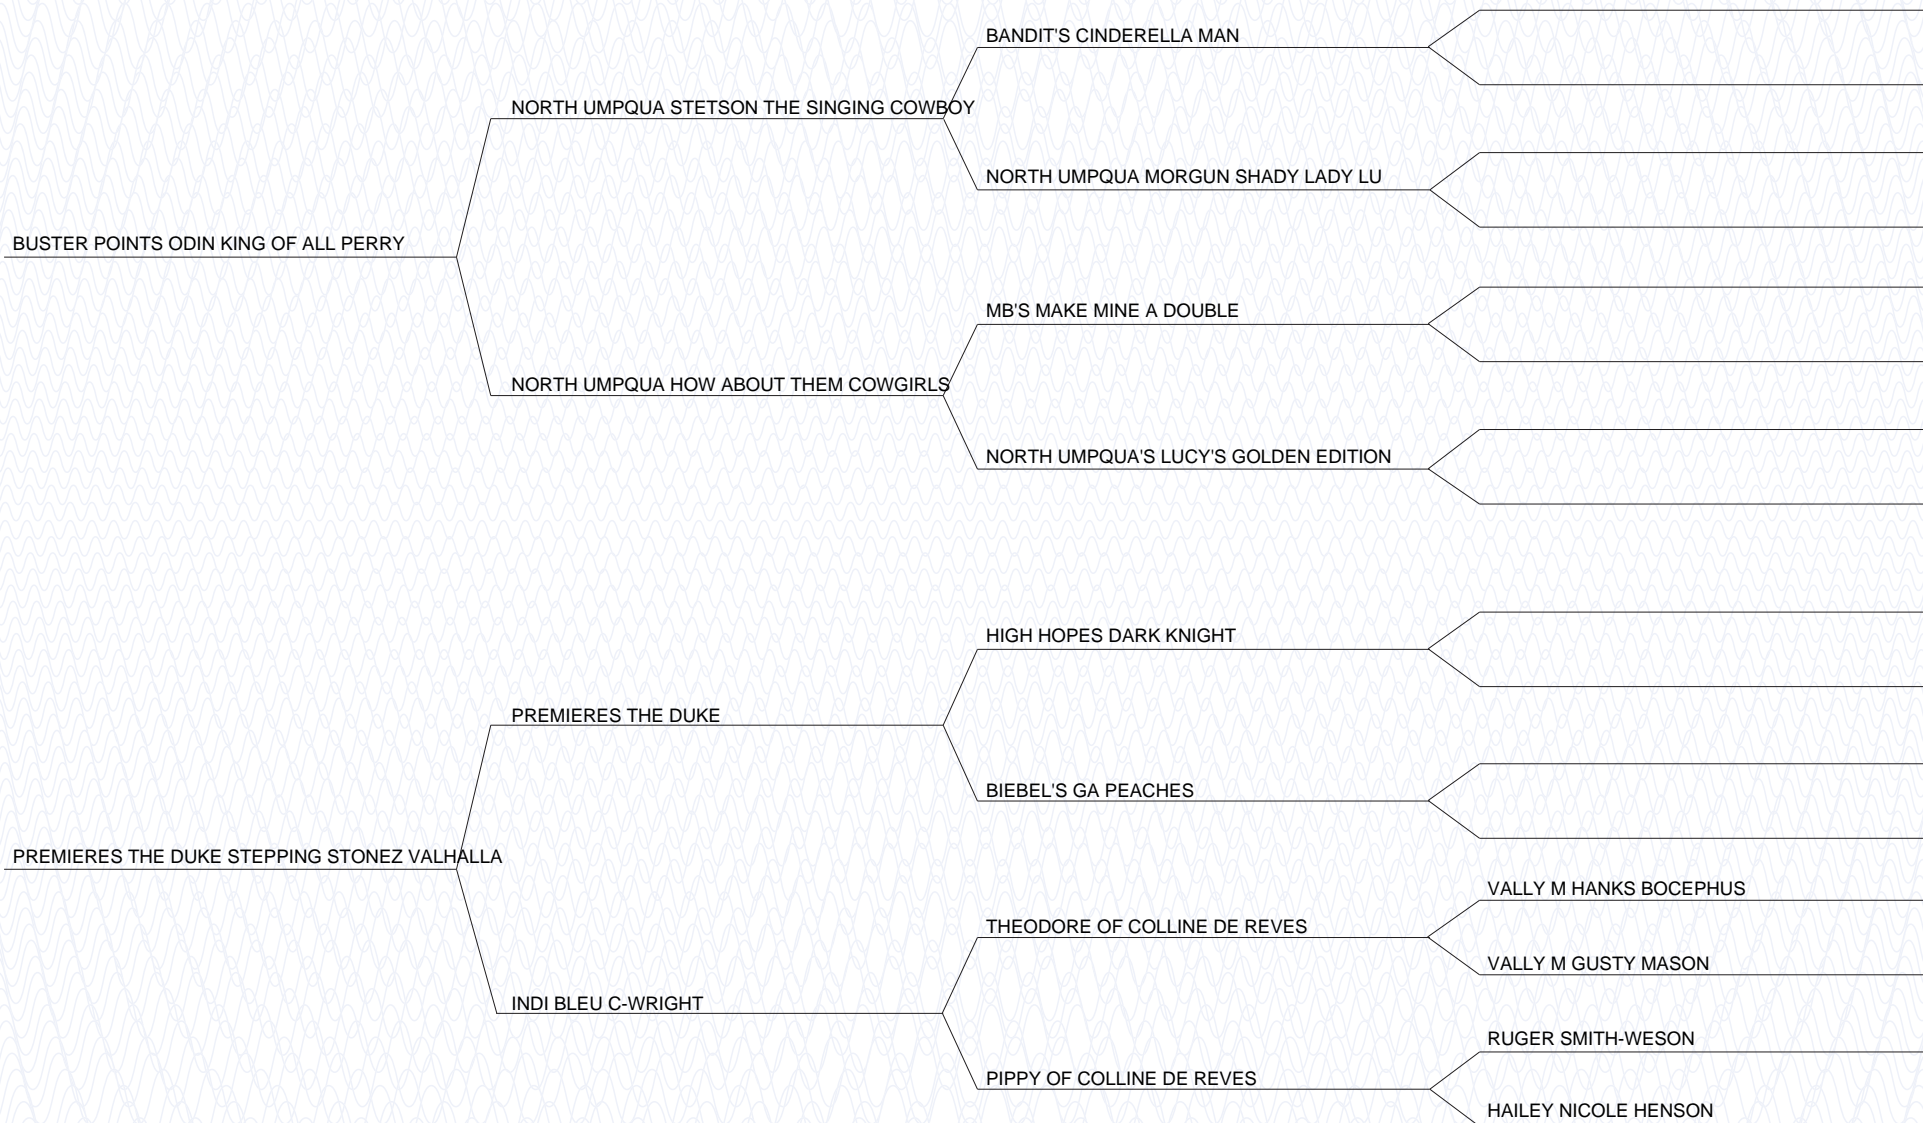 BANDIT'S CINDERELLA MAN
NORTH UMPQUA STETSON THE SINGING COWBOY
NORTH UMPQUA MORGUN SHADY LADY LU
BUSTER POINTS ODIN KING OF ALL PERRY
MB'S MAKE MINE A DOUBLE
NORTH UMPQUA HOW ABOUT THEM COWGIRLS
NORTH UMPQUA'S LUCY'S GOLDEN EDITION
HIGH HOPES DARK KNIGHT
PREMIERES THE DUKE
BIEBEL'S GA PEACHES
PREMIERES THE DUKE STEPPING STONEZ VALHALLA
VALLY M HANKS BOCEPHUS
THEODORE OF COLLINE DE REVES
VALLY M GUSTY MASON
INDI BLEU C-WRIGHT
RUGER SMITH-WESON
PIPPY OF COLLINE DE REVES
HAILEY NICOLE HENSON